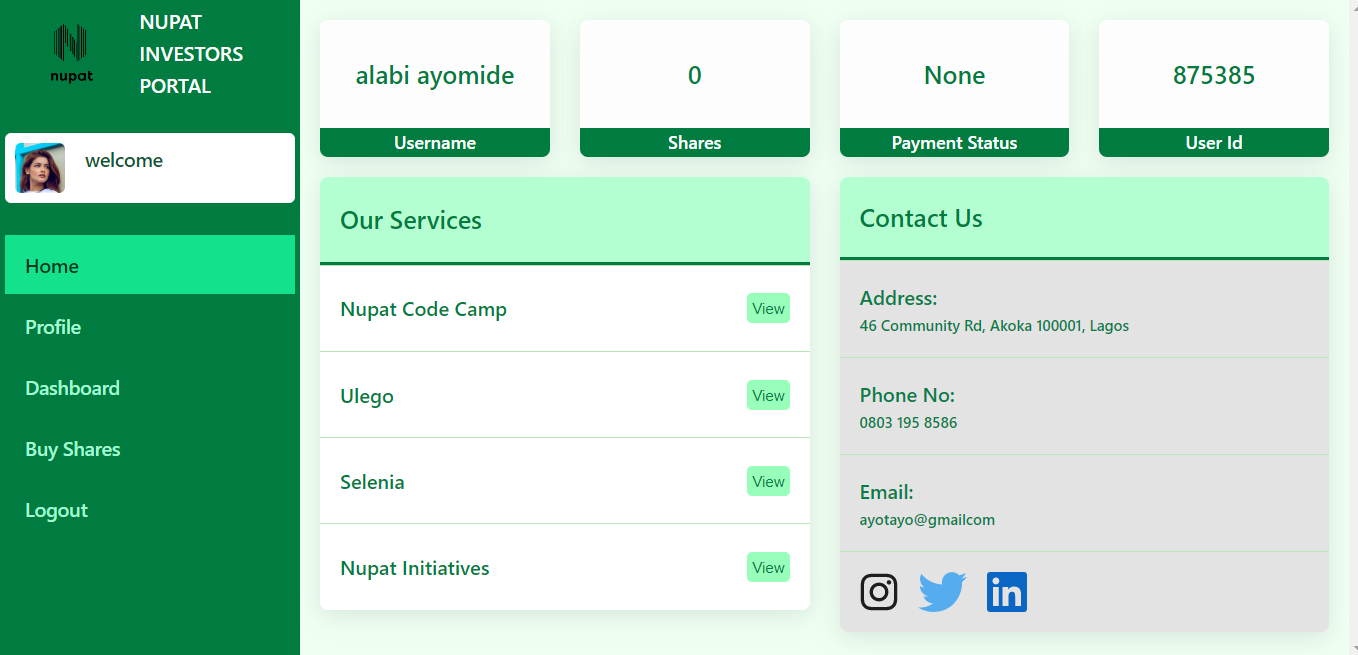 nupat
NUPAT
INVESTORS
PORTAL
welcome
Home
Profile
Dashboard
Buy Shares
Logout
alabi ayomide
Username
0
Shares
None
Payment Status
875385
User Id
Our Services
Nupat Code Camp View
Ulego View
Selenia View
Nupat Initiatives View
Contact Us
Address:
46 Community Rd, Akoka 100001, Lagos
Phone No:
0803 195 8586
Email:
ayotayo@gmailcom
in